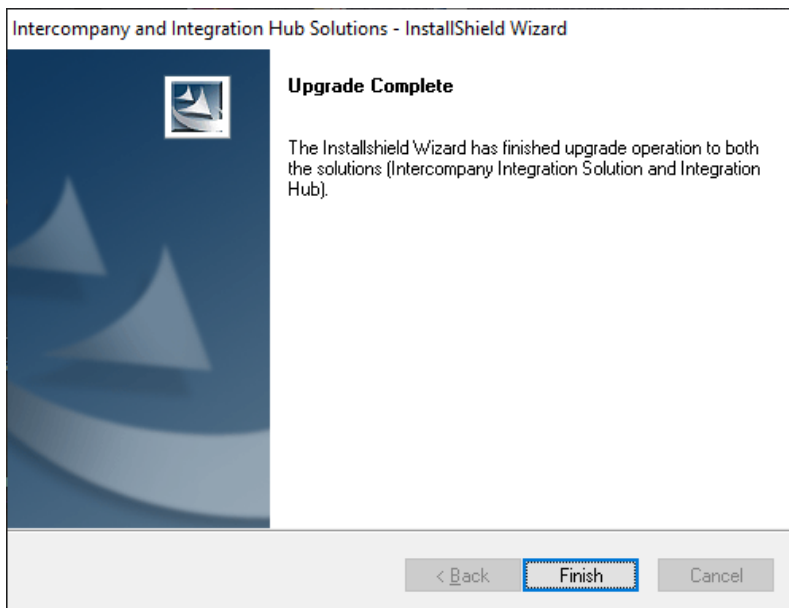 Intercompany and Integration Hub Solutions - InstallShield Wizard
Upgrade Complete
The Installshield Wizard has finished upgrade operation to both
the solutions (Intercompany Integration Solution and Integration
Hub).
< Back
Finish
Cancel